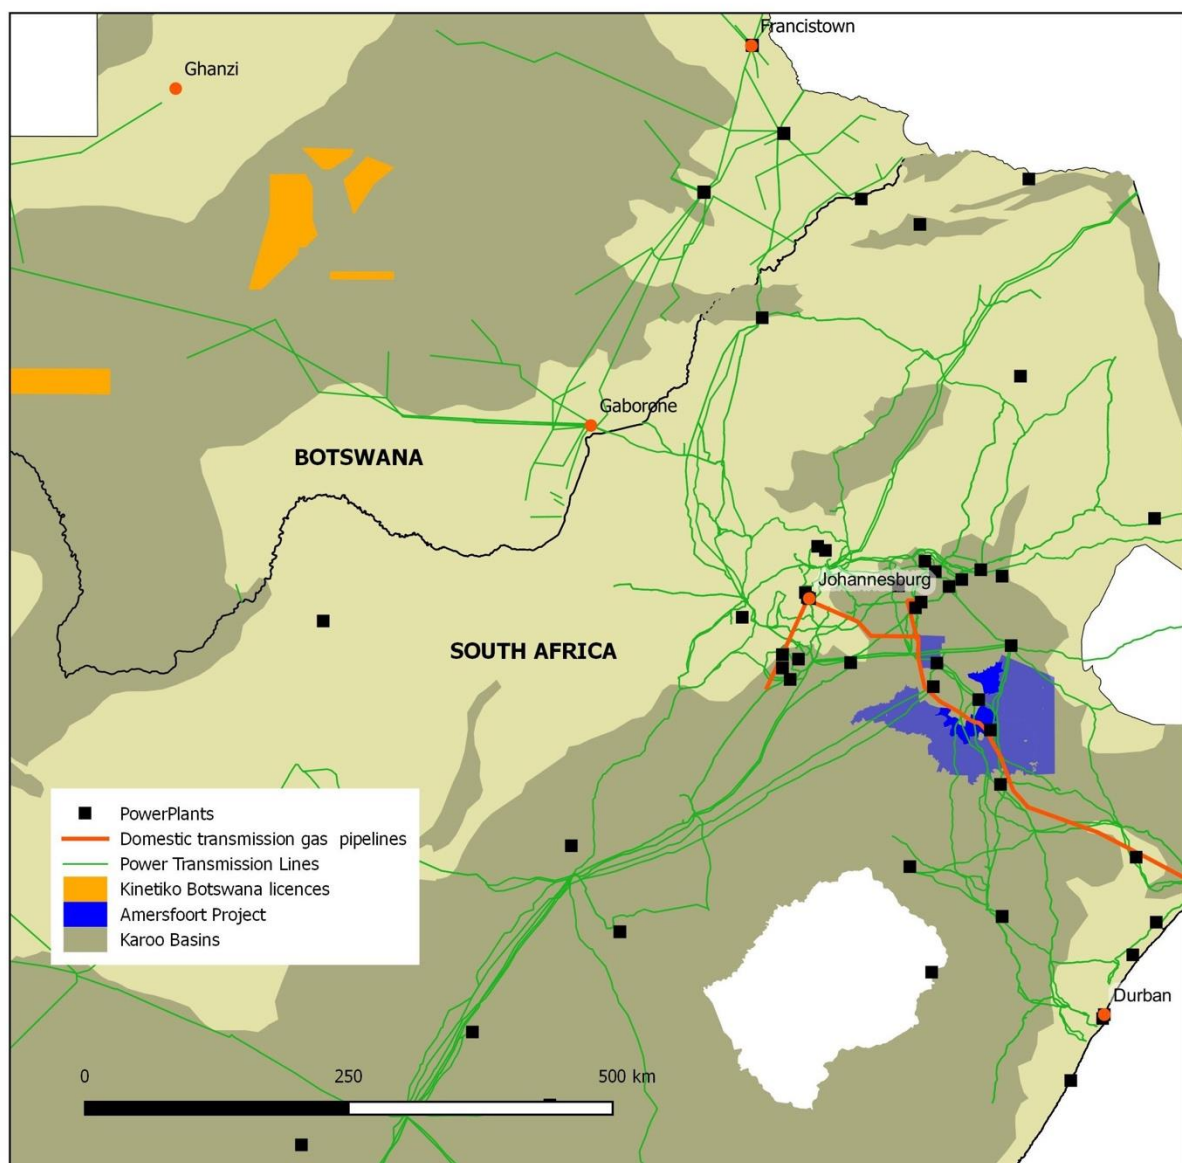 Francistown
Ghanzi
Gaborone
BOTSWANA
Johannesburg
SOUTH AFRICA
PowerPlants
Domestic transmission gas pipelines
Power Transmission Lines
Kinetiko Botswana licences
Amersfoort Project
Karoo Basins
Durban
0 250 500 km